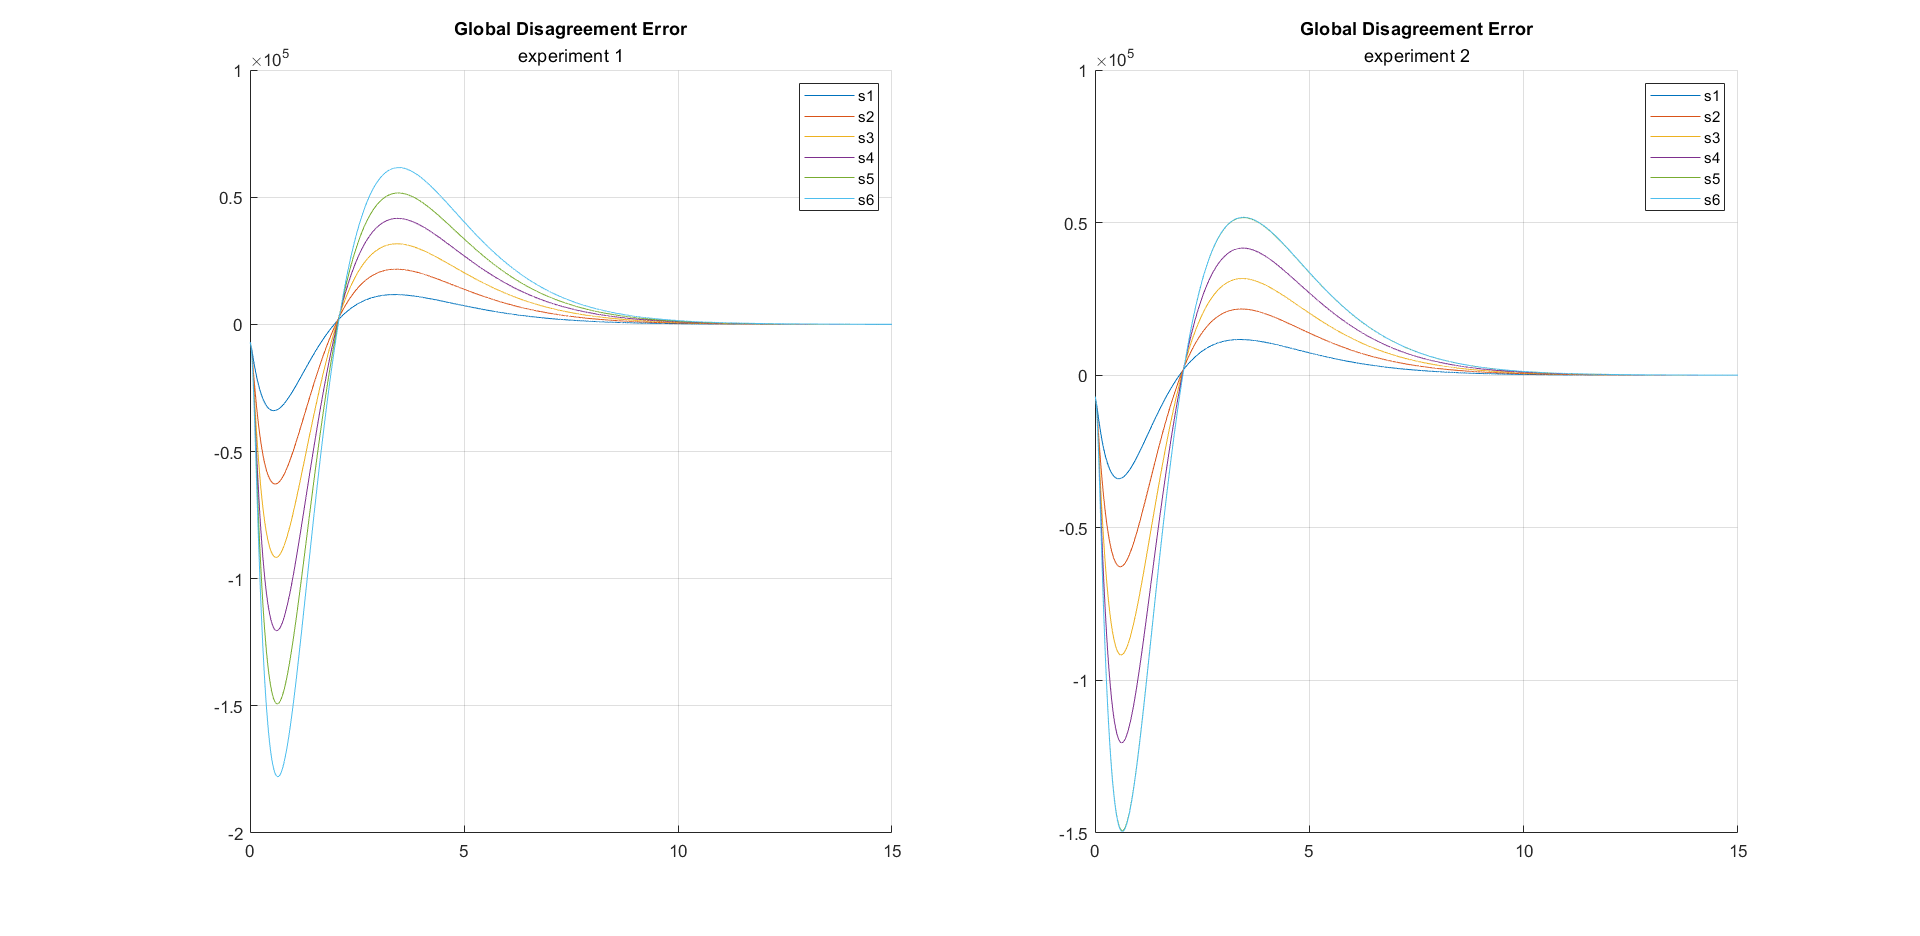 Global Disagreement Error
experiment 1
×10^5
1
0.5
0
-0.5
-1
-1.5
-2
0 5 10 15
s1
s2
s3
s4
s5
s6
Global Disagreement Error
experiment 2
×10^5
1
0.5
0
-0.5
-1
-1.5
0 5 10 15
s1
s2
s3
s4
s5
s6